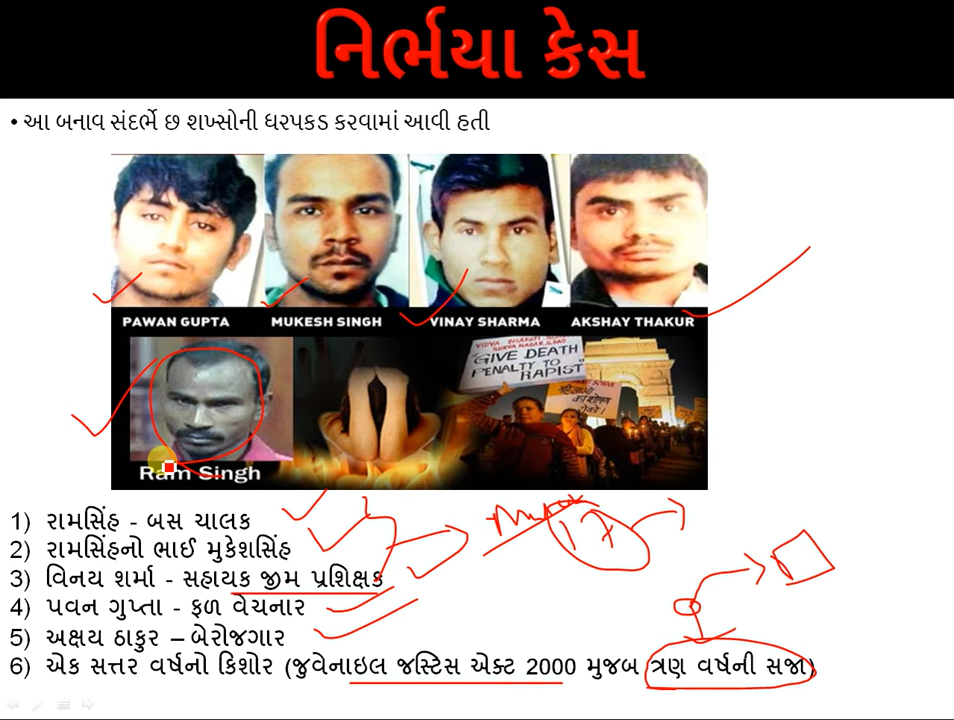 નિર્ભયા કેસ
• આ બનાવ સંદર્ભે છ શખ્સોની ધરપકડ કરવામાં આવી હતી
PAWAN GUPTA MUKESH SINGH VINAY SHARMA AKSHAY THAKUR
"GIVE DEATH
PENALTY TO
RAPIST"
Ram Singh
1) રામસિંહ - બસ ચાલક
2) રામસિંહનો ભાઈ મુકેશસિંહ
3) વિનય શર્મા - સહાયક જીમ પ્રશિક્ષક
4) પવન ગુપ્તા - ફળ વેચનાર
5) અક્ષય ઠાકુર – બેરોજગાર
6) એક સત્તર વર્ષનો કિશોર (જુવેનાઇલ જસ્ટિસ એક્ટ 2000 મુજબ ત્રણ વર્ષની સજા)
17